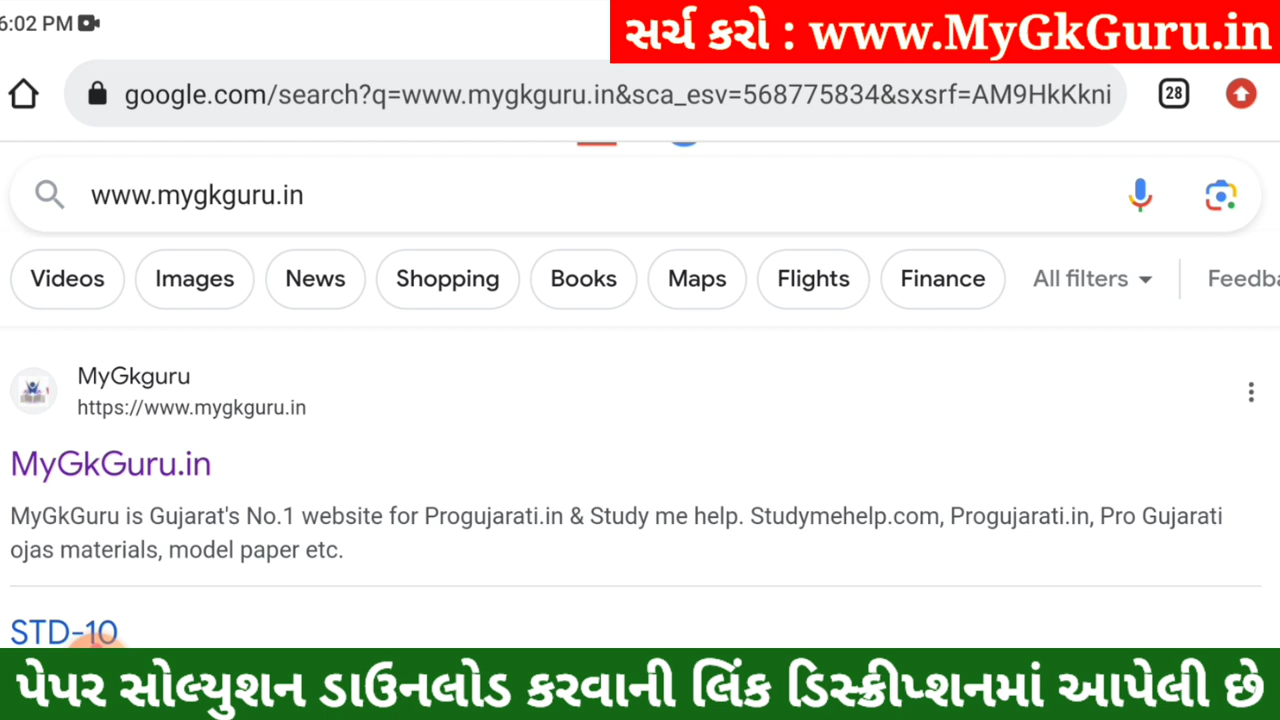 6:02 PM
સર્ચ કરો : www.MyGkGuru.in
google.com/search?q=www.mygkguru.in&sca_esv=568775834&sxsrf=AM9HkKkni
28
www.mygkguru.in
Videos Images News Shopping Books Maps Flights Finance All filters Feedba
MyGkguru
https://www.mygkguru.in
MyGkGuru.in
MyGkGuru is Gujarat's No.1 website for Progujarati.in & Study me help. Studymehelp.com, Progujarati.in, Pro Gujarati
ojas materials, model paper etc.
STD-10
પેપર સોલ્યુશન ડાઉનલોડ કરવાની લિંક ડિસ્ક્રીપ્શનમાં આપેલી છે